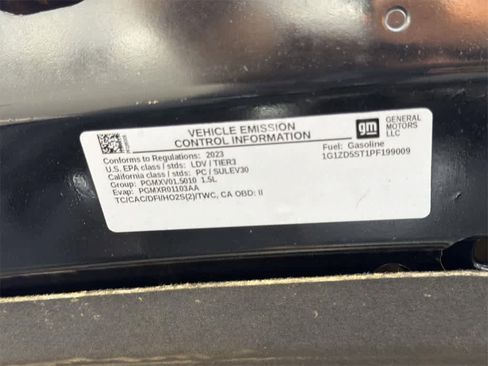 VEHICLE EMISSION
CONTROL INFORMATION
gm
GENERAL
MOTORS
LLC
Conforms to Regulations: 2023
Fuel: Gasoline
U.S. EPA class / stds: LDV / TIER3
1G1ZD5ST1PF199009
California class / stds: PC / SULEV30
Group: PGMXV01.5010 1.5L
Evap: PGMXR01103AA
TC/CAC/DFI/HO2S(2)/TWC, CA OBD: II